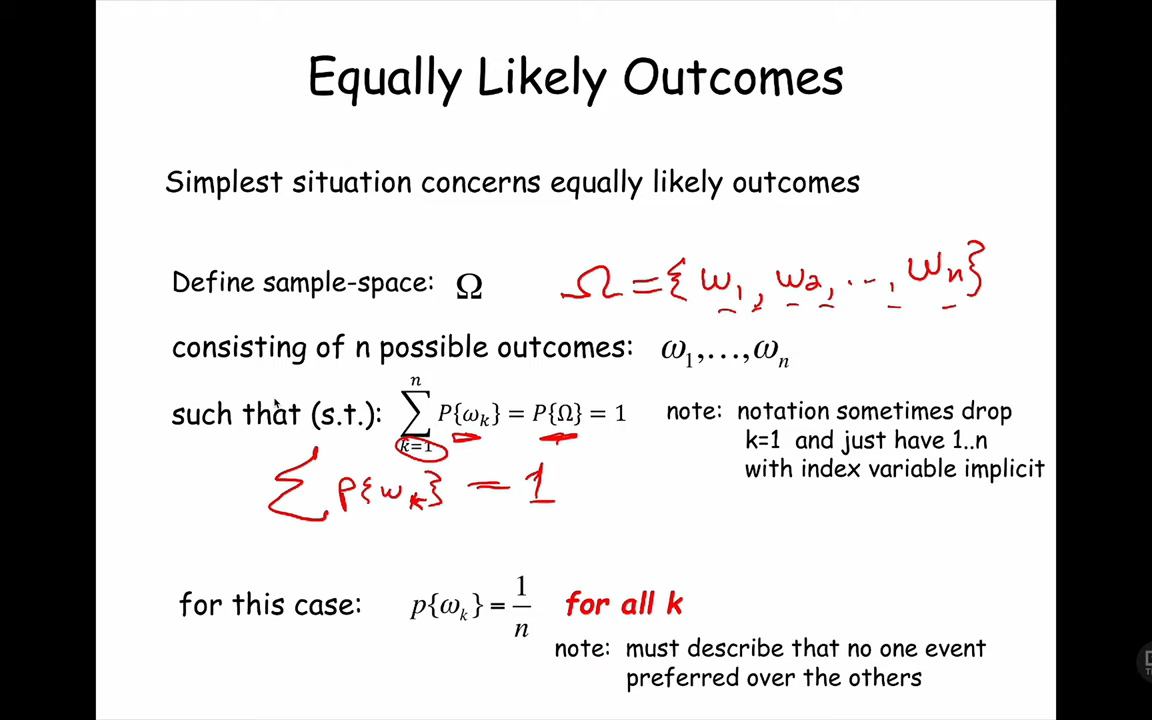 Equally Likely Outcomes
Simplest situation concerns equally likely outcomes
Define sample-space: Ω Ω = {ω1, ω2, ..., ωn}
consisting of n possible outcomes: ω1,...,ωn
such that (s.t.): ∑_{k=1}^{n} P{ωk} = P{Ω} = 1 note: notation sometimes drop
k=1 and just have 1..n
with index variable implicit
∑ p{ωk} = 1
for this case: p{ωk} = 1/n for all k
note: must describe that no one event
preferred over the others